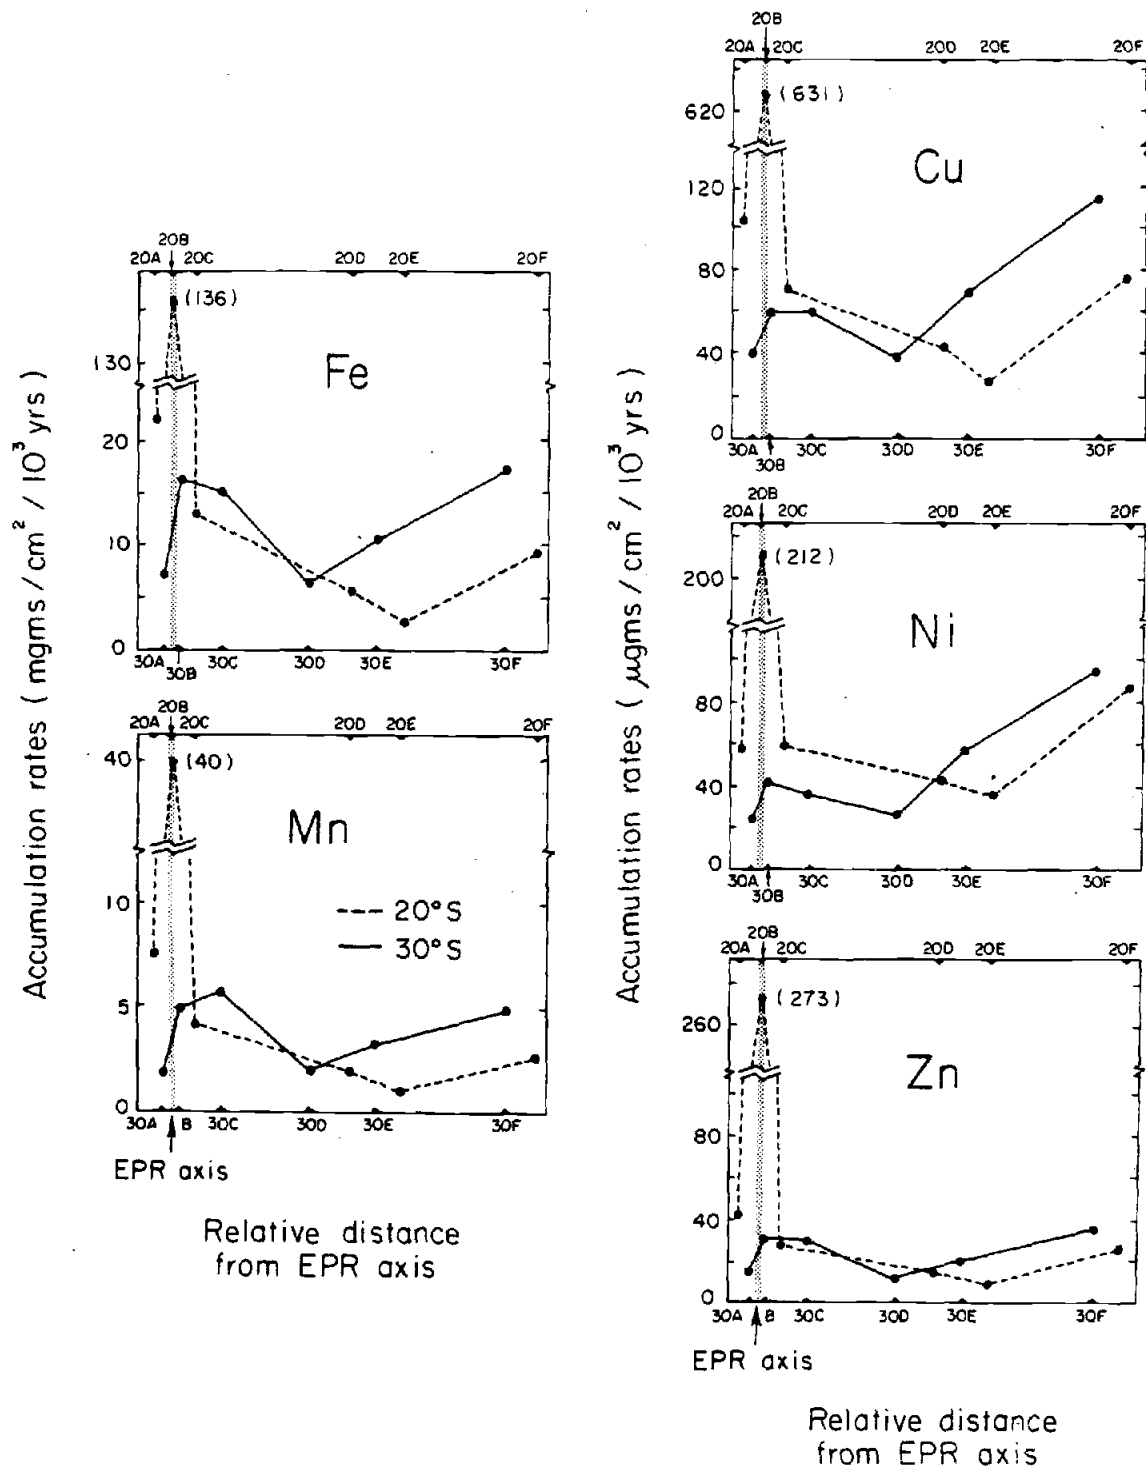 Accumulation rates (mgms/cm² / 10³ yrs)
20B
20A 20C 20D 20E 20F
(136)
Fe
130
20
10
0
30A 30B 30C 30D 30E 30F
20B
20A 20C 20D 20E 20F
40
(40)
Mn
10
5
0
---- 20°S
— 30°S
30A B 30C 30D 30E 30F
EPR axis
Relative distance
from EPR axis
Accumulation rates (μgms/cm² / 10³ yrs)
20B
20A 20C 20D 20E 20F
(631)
620
Cu
120
80
40
0
30A 30B 30C 30D 30E 30F
20B
20A 20C 20D 20E 20F
(212)
200
Ni
80
40
0
30A 30B 30C 30D 30E 30F
20B
20A 20C 20D 20E 20F
(273)
260
Zn
80
40
0
30A B 30C 30D 30E 30F
EPR axis
Relative distance
from EPR axis